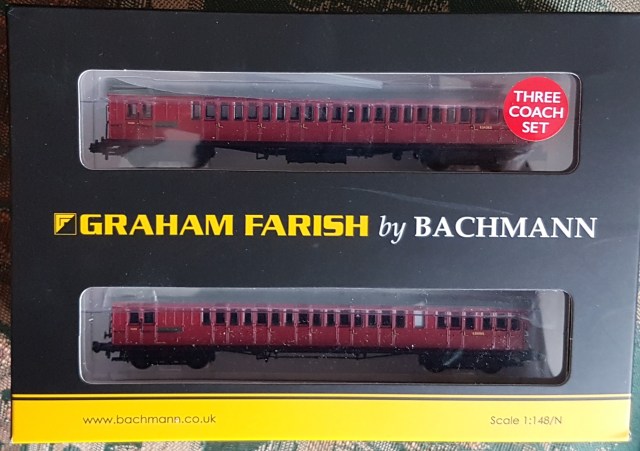 THREE
COACH
SET
GRAHAM FARISH by BACHMANN
www.bachmann.co.uk
Scale 1:148/N